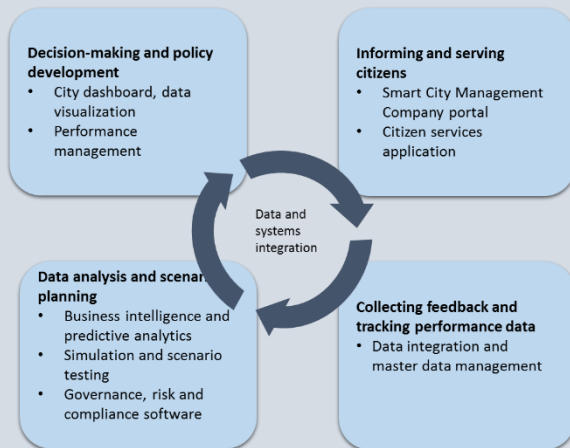 Decision-making and policy
development
• City dashboard, data
visualization
• Performance
management
Informing and serving
citizens
• Smart City Management
Company portal
• Citizen services
application
Data and
systems
integration
Data analysis and scenar
planning
• Business intelligence and
predictive analytics
• Simulation and scenario
testing
• Governance, risk and
compliance software
Collecting feedback and
tracking performance data
• Data integration and
master data management